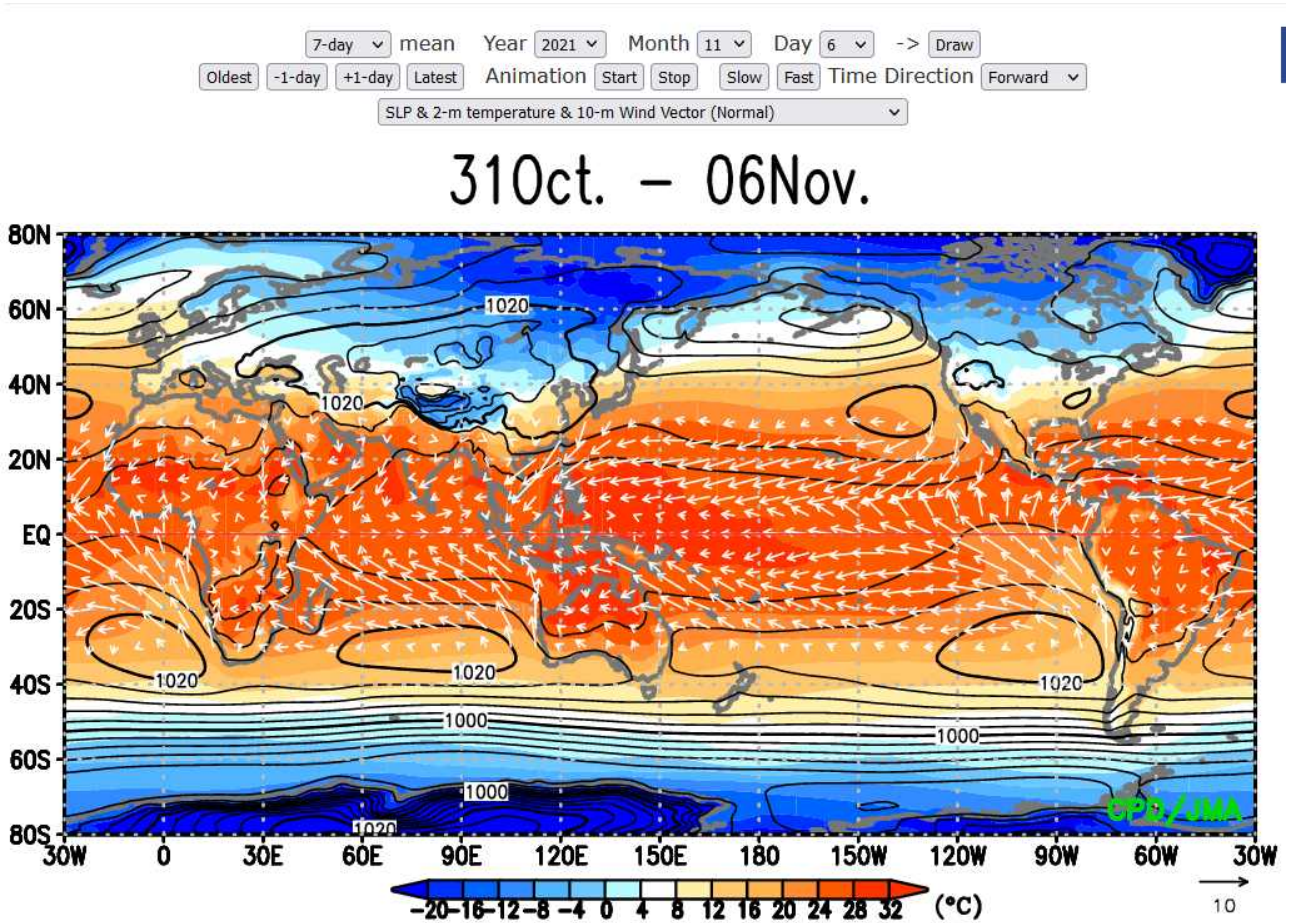 7-day mean Year 2021 Month 11 Day 6 -> Draw
Oldest -1-day +1-day Latest Animation Start Stop Slow Fast Time Direction Forward
SLP & 2-m temperature & 10-m Wind Vector (Normal)
31Oct. – 06Nov.
80N
60N
40N
20N
EQ
20S
40S
60S
80S
1020
1020
1020
1020
1020
1000
1000
1000
1020
CPD/JMA
30W 0 30E 60E 90E 120E 150E 180 150W 120W 90W 60W 30W
-20 -16 -12 -8 -4 0 4 8 12 16 20 24 28 32 (°C)
10